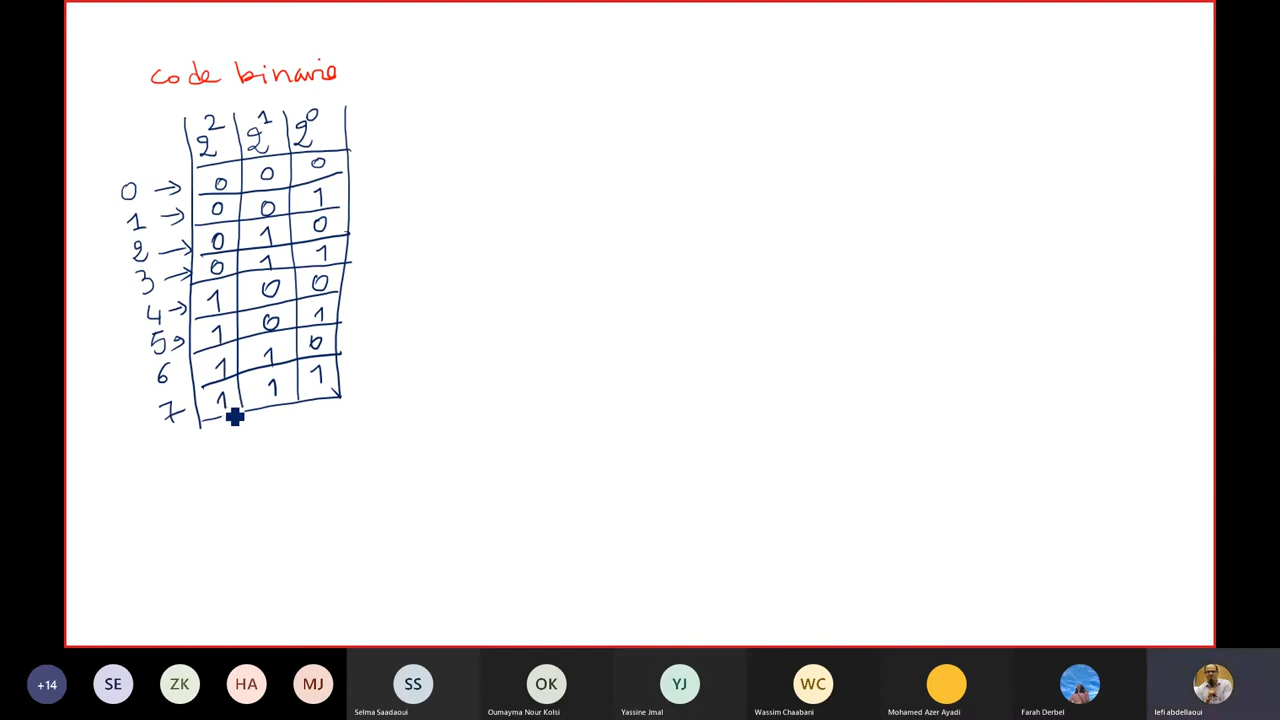 code binaire
2² 2¹ 2⁰
0 → 0 0 0
1 → 0 0 1
2 → 0 1 0
3 → 0 1 1
4 → 1 0 0
5 → 1 0 1
6 1 1 0
7 1 1 1
+14 SE ZK HA MJ SS OK YJ WC
Selma Saadaoui Oumayma Nour Kolsi Yassine Jmal Wassim Chaabani Mohamed Azer Ayadi Farah Derbel lefi abdellaoui